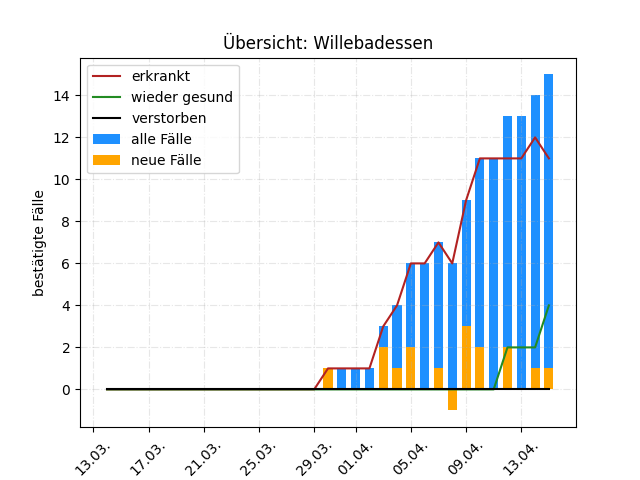 Übersicht: Willebadessen
erkrankt
wieder gesund
verstorben
alle Fälle
neue Fälle
bestätigte Fälle
14
12
10
8
6
4
2
0
13.03.
17.03.
21.03.
25.03.
29.03.
01.04.
05.04.
09.04.
13.04.